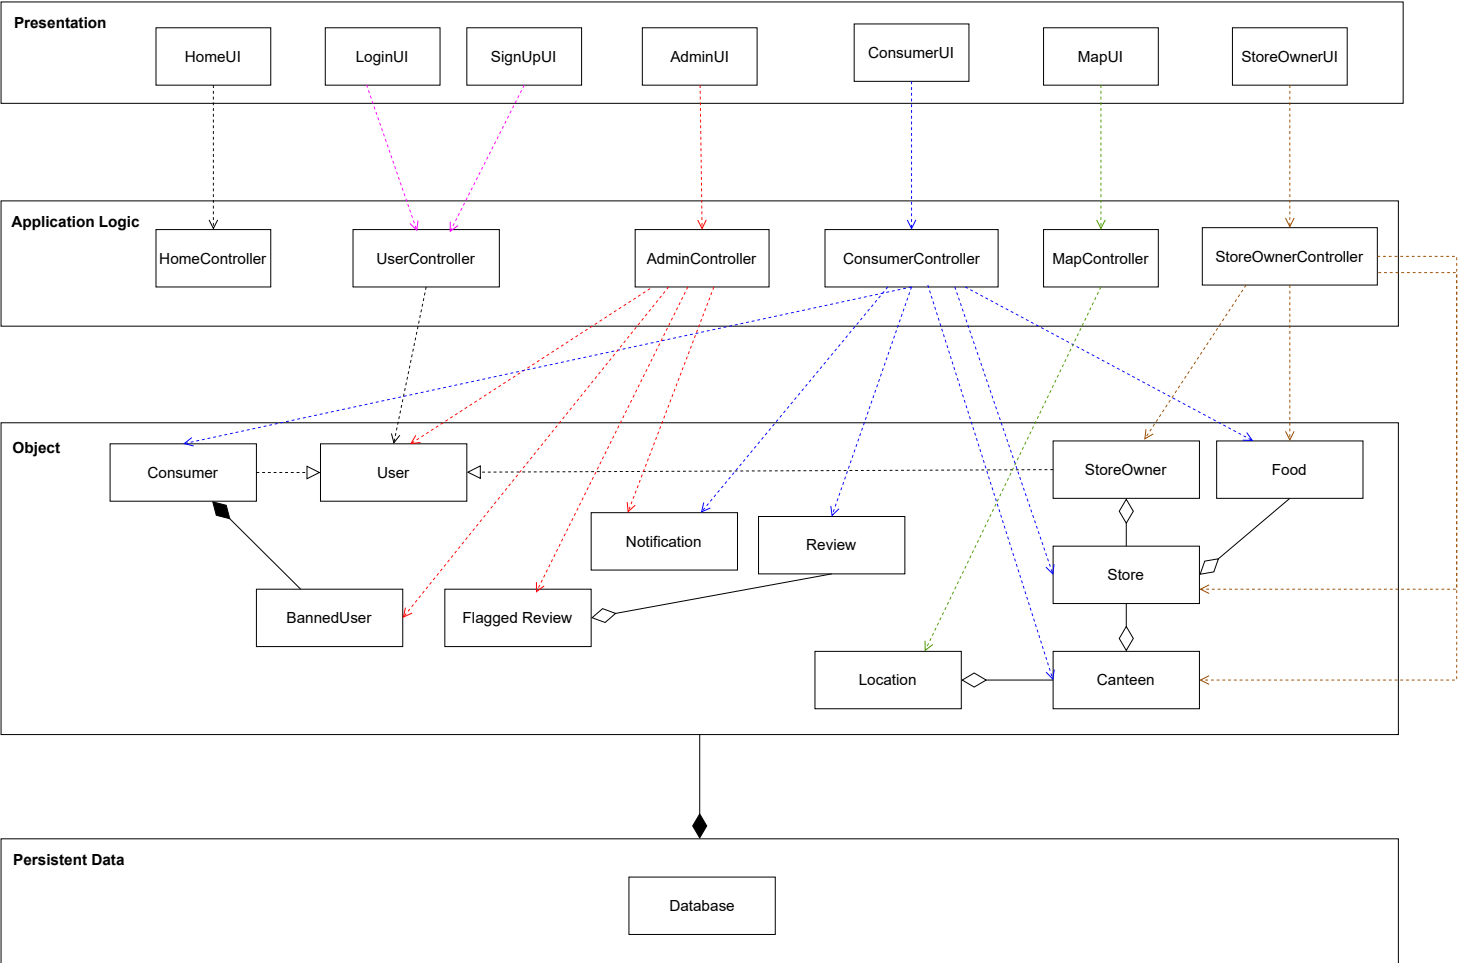 Presentation
HomeUI
LoginUI
SignUpUI
AdminUI
ConsumerUI
MapUI
StoreOwnerUI
Application Logic
HomeController
UserController
AdminController
ConsumerController
MapController
StoreOwnerController
Object
Consumer
User
StoreOwner
Food
Notification
Review
Store
BannedUser
Flagged Review
Location
Canteen
Persistent Data
Database